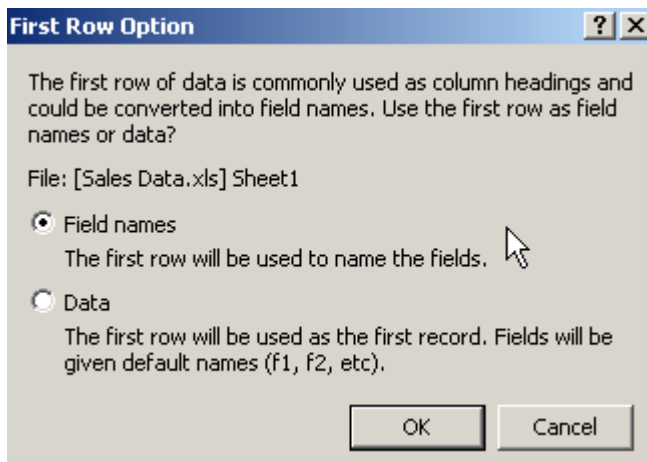 First Row Option
The first row of data is commonly used as column headings and
could be converted into field names. Use the first row as field
names or data?
File: [Sales Data.xls] Sheet1
Field names
The first row will be used to name the fields.
Data
The first row will be used as the first record. Fields will be
given default names (f1, f2, etc).
OK Cancel